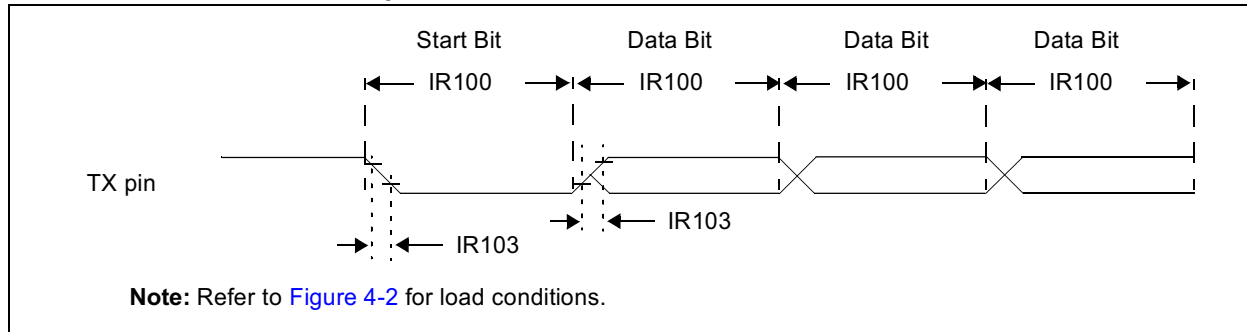 Start Bit Data Bit Data Bit Data Bit
IR100 IR100 IR100 IR100
TX pin
IR103 IR103
Note: Refer to Figure 4-2 for load conditions.